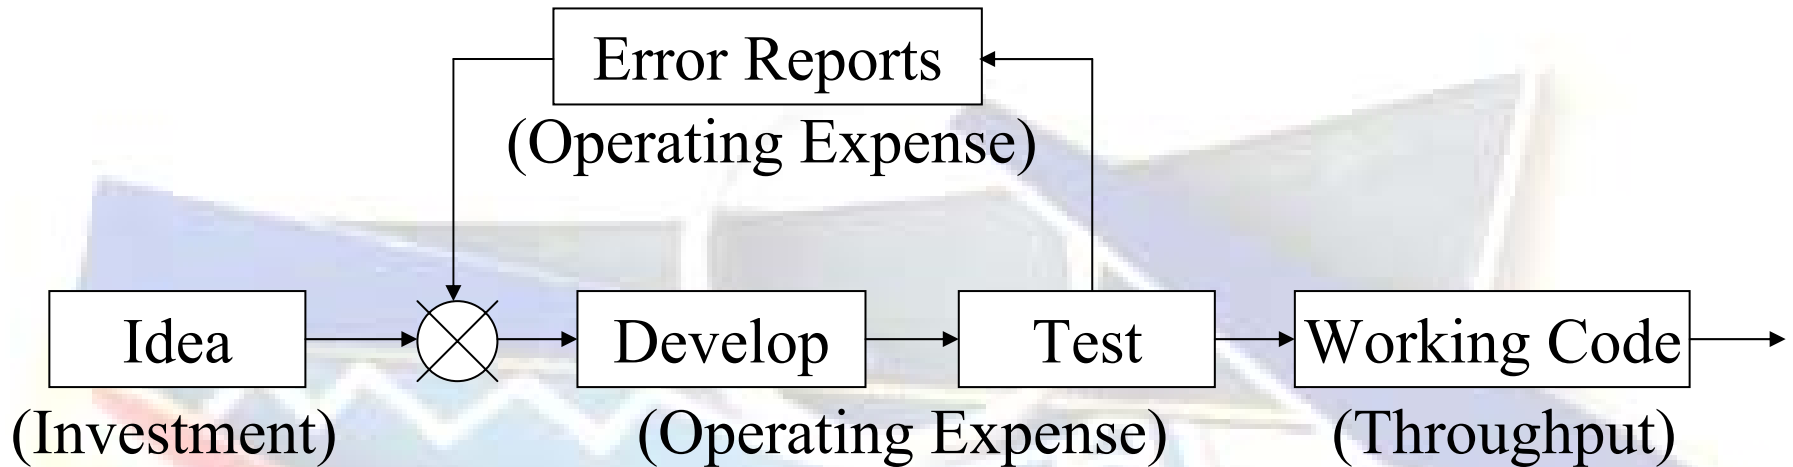 Error Reports
(Operating Expense)
Idea
Develop
Test
Working Code
(Investment)
(Operating Expense)
(Throughput)